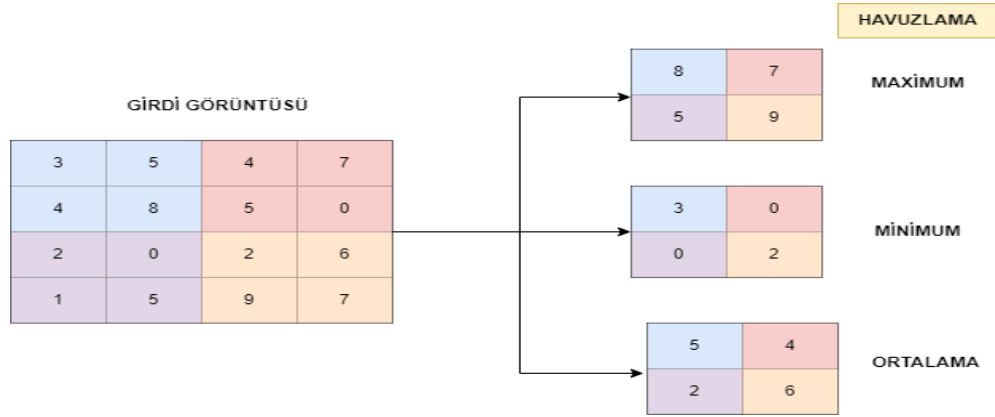 HAVUZLAMA
GİRDİ GÖRÜNTÜSÜ
3 5 4 7
4 8 5 0
2 0 2 6
1 5 9 7
8 7
5 9
MAXİMUM
3 0
0 2
MİNİMUM
5 4
2 6
ORTALAMA